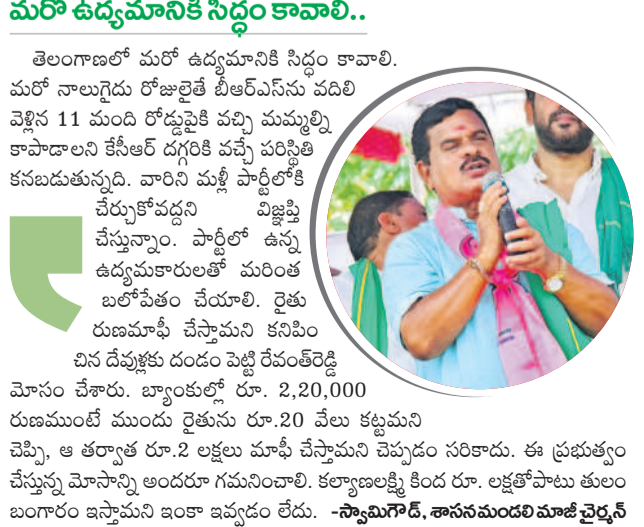 మరో ఉద్యమానికి సిద్ధం కావాలి..
తెలంగాణలో మరో ఉద్యమానికి సిద్ధం కావాలి.
మరో నాలుగైదు రోజులైతే బీఆర్ఎస్‌ను వదిలి
వెళ్లిన 11 మంది రోడ్డుపైకి వచ్చి మమ్మల్ని
కాపాడాలని కేసీఆర్ దగ్గరికి వచ్చే పరిస్థితి
కనబడుతున్నది. వారిని మళ్లీ పార్టీలోకి
చేర్చుకోవద్దని విజ్ఞప్తి
చేస్తున్నాం. పార్టీలో ఉన్న
ఉద్యమకారులతో మరింత
బలోపేతం చేయాలి. రైతు
రుణమాఫీ చేస్తామని కనిపిం
చిన దేవుళ్లకు దండం పెట్టి రేవంత్‌రెడ్డి
మోసం చేశారు. బ్యాంకుల్లో రూ. 2,20,000
రుణముంటే ముందు రైతును రూ.20 వేలు కట్టమని
చెప్పి, ఆ తర్వాత రూ.2 లక్షలు మాఫీ చేస్తామని చెప్పడం సరికాదు. ఈ ప్రభుత్వం
చేస్తున్న మోసాన్ని అందరూ గమనించాలి. కల్యాణలక్ష్మి కింద రూ. లక్షతోపాటు తులం
బంగారం ఇస్తామని ఇంకా ఇవ్వడం లేదు. -స్వామిగౌడ్, శాసనమండలి మాజీ చైర్మన్